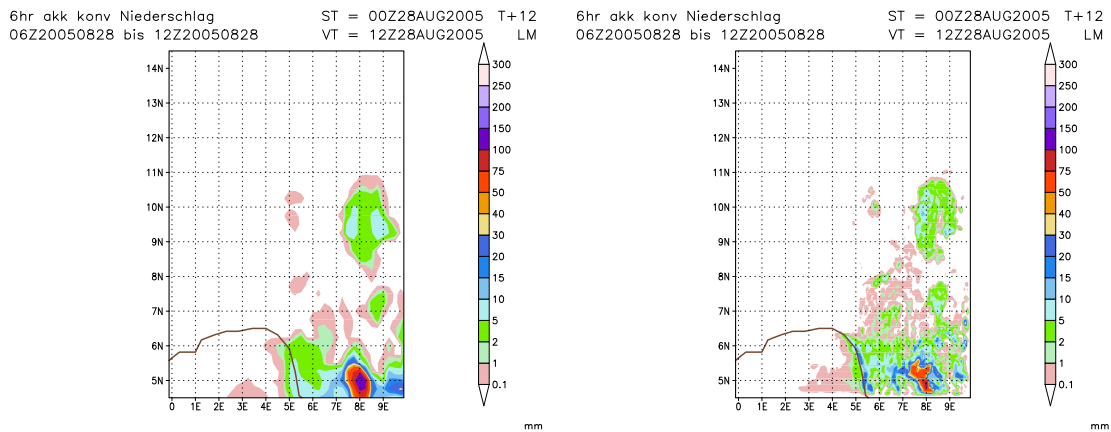 6hr akk konv Niederschlag ST = 00Z28AUG2005 T+12
06Z20050828 bis 12Z20050828 VT = 12Z28AUG2005 LM
14N
13N
12N
11N
10N
9N
8N
7N
6N
5N
0 1E 2E 3E 4E 5E 6E 7E 8E 9E
300
250
200
150
100
75
50
40
30
20
15
10
5
2
1
0.1
mm
6hr akk konv Niederschlag ST = 00Z28AUG2005 T+12
06Z20050828 bis 12Z20050828 VT = 12Z28AUG2005 LM
14N
13N
12N
11N
10N
9N
8N
7N
6N
5N
0 1E 2E 3E 4E 5E 6E 7E 8E 9E
300
250
200
150
100
75
50
40
30
20
15
10
5
2
1
0.1
mm